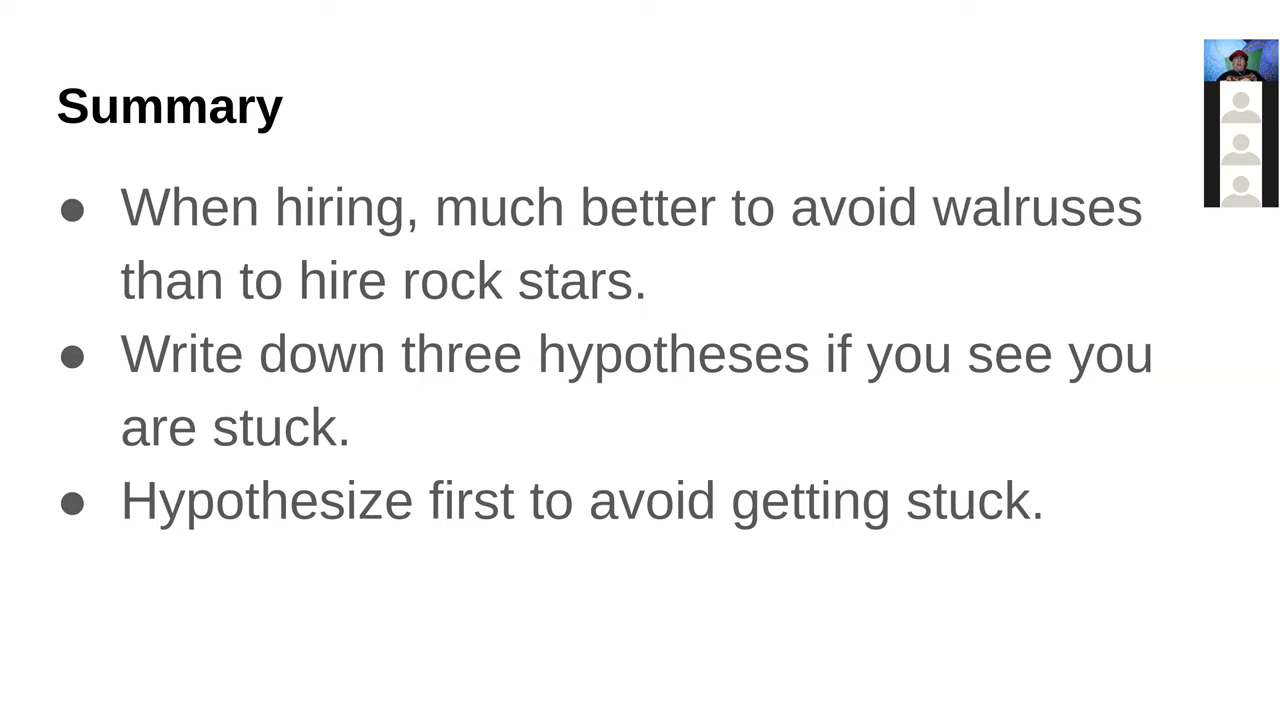 Summary
● When hiring, much better to avoid walruses
than to hire rock stars.
● Write down three hypotheses if you see you
are stuck.
● Hypothesize first to avoid getting stuck.